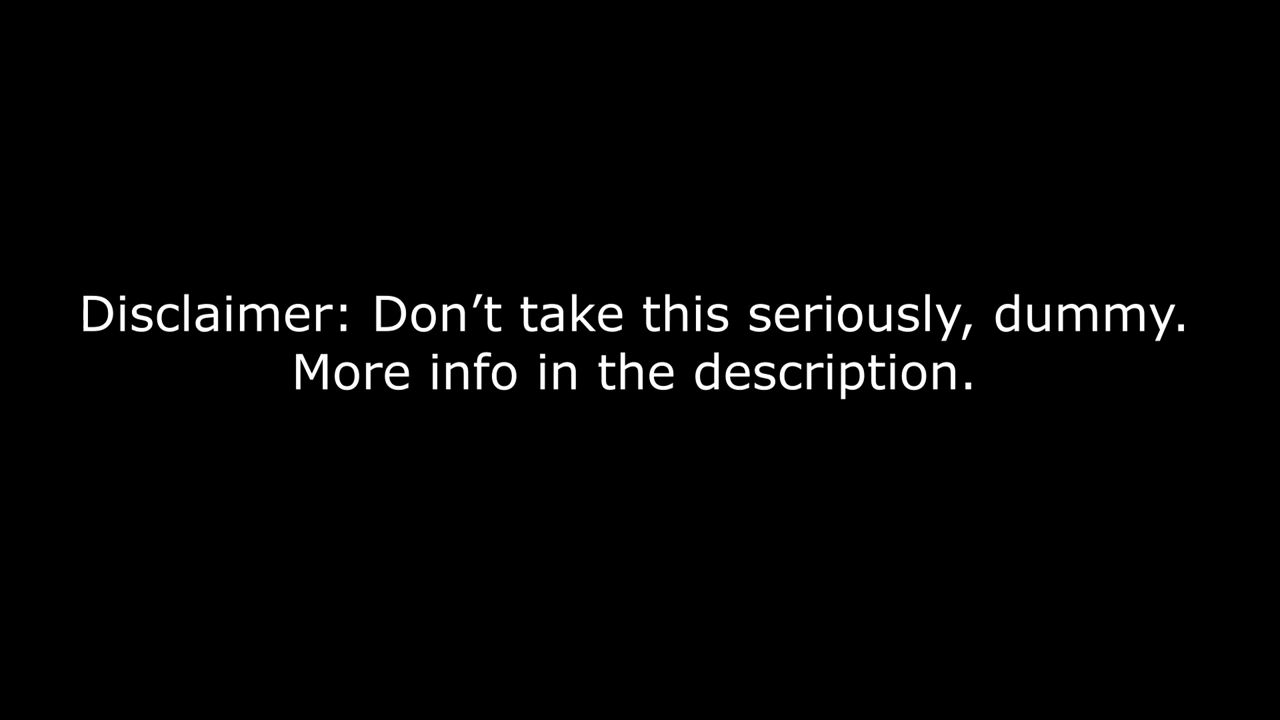 Disclaimer: Don’t take this seriously, dummy.
More info in the description.